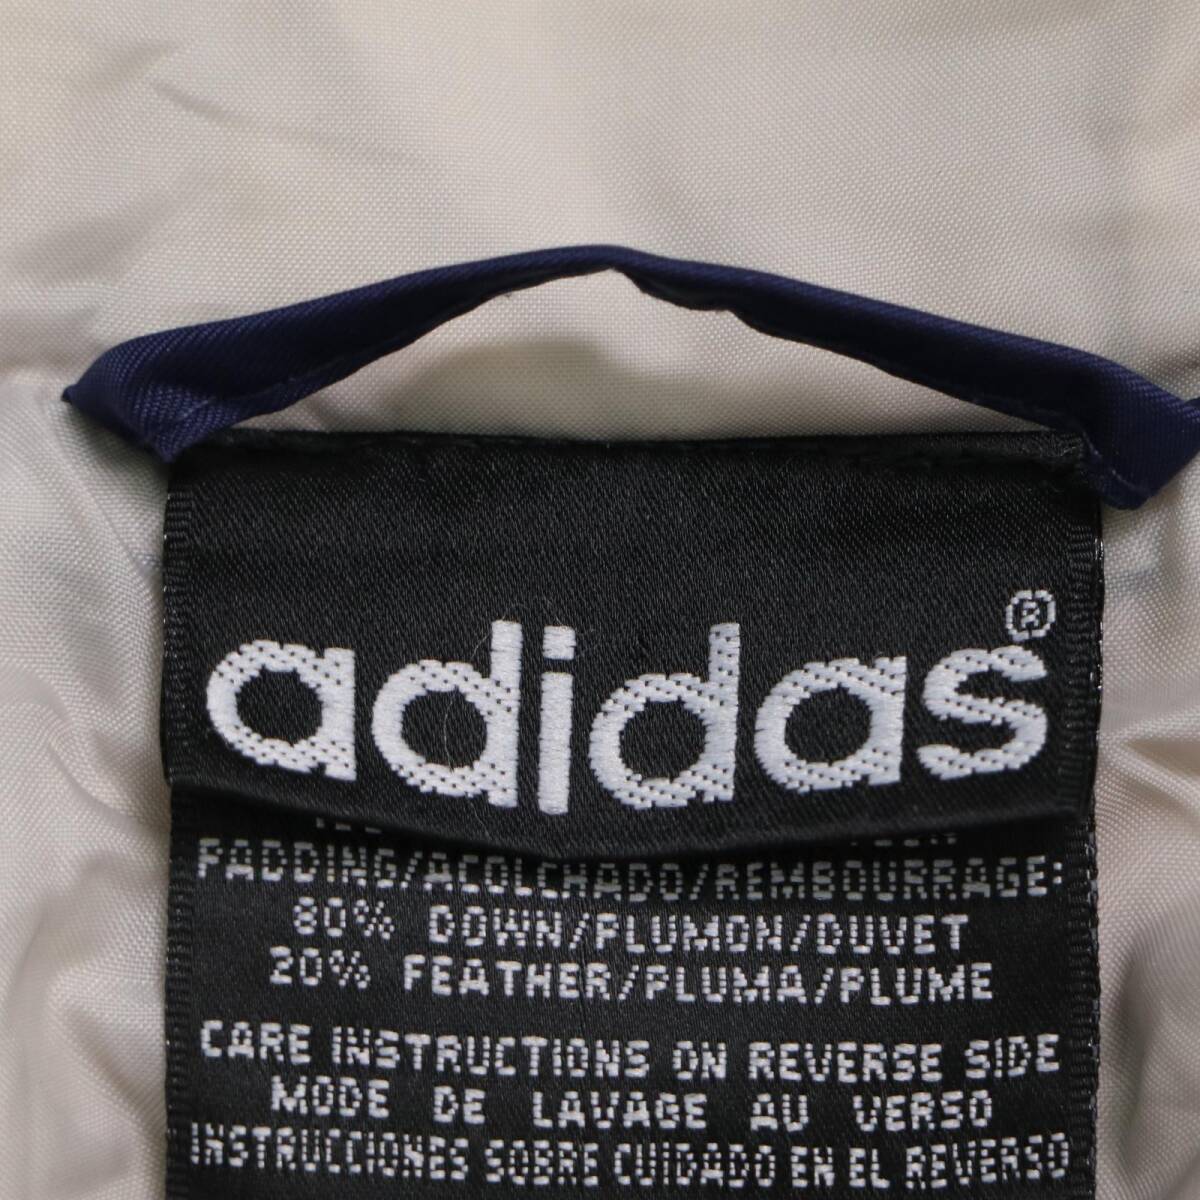 adidas®
PADDING/ACOLCHADO/REMBOURRAGE:
80% DOWN/PLUMON/DUVET
20% FEATHER/PLUMA/PLUME
CARE INSTRUCTIONS ON REVERSE SIDE
MODE DE LAVAGE AU VERSO
INSTRUCCIONES SOBRE CUIDADO EN EL REVERSO